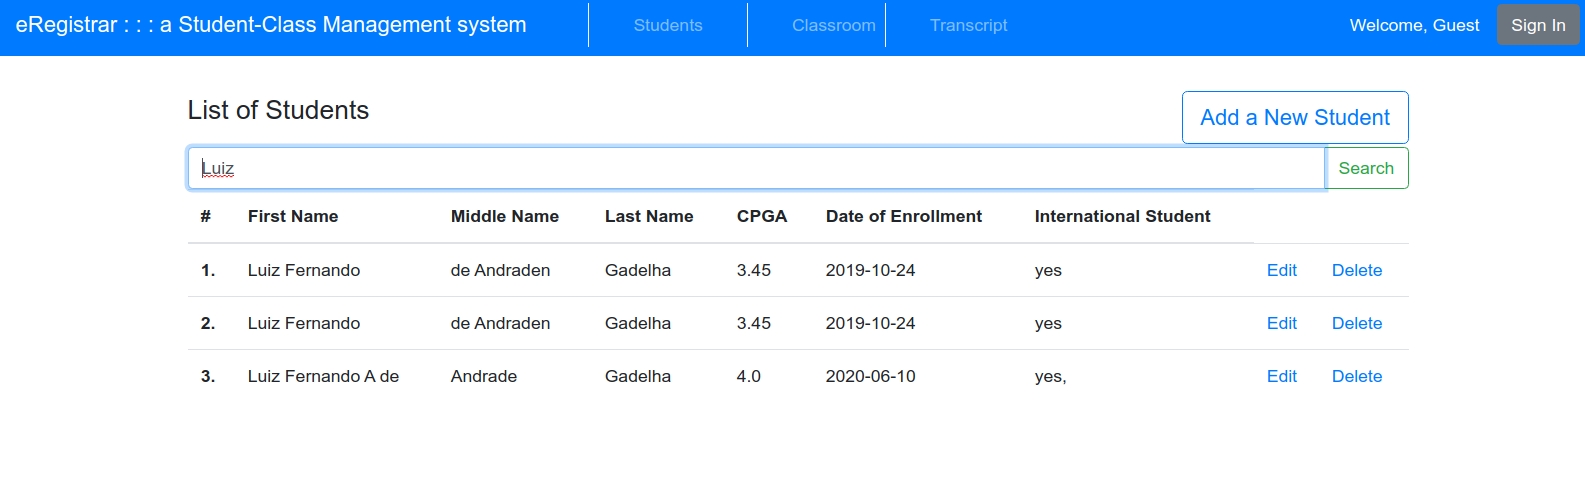 eRegistrar : : : a Student-Class Management system Students Classroom Transcript Welcome, Guest Sign In
List of Students Add a New Student
Luiz Search
# First Name Middle Name Last Name CPGA Date of Enrollment International Student
1. Luiz Fernando de Andraden Gadelha 3.45 2019-10-24 yes Edit Delete
2. Luiz Fernando de Andraden Gadelha 3.45 2019-10-24 yes Edit Delete
3. Luiz Fernando A de Andrade Gadelha 4.0 2020-06-10 yes, Edit Delete